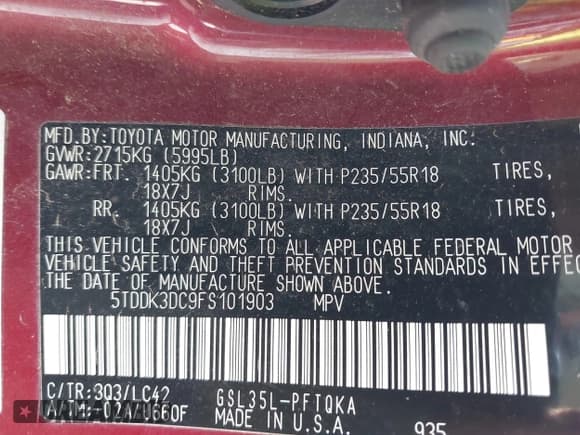 MFD.BY:TOYOTA MOTOR MANUFACTURING, INDIANA, INC.
GVWR:2715KG (5995LB)
GAWR:FRT. 1405KG (3100LB) WITH P235/55R18 TIRES,
18X7J RIMS.
RR. 1405KG (3100LB) WITH P235/55R18 TIRES,
18X7J RIMS.
THIS VEHICLE CONFORMS TO ALL APPLICABLE FEDERAL MOTOR
VEHICLE SAFETY AND THEFT PREVENTION STANDARDS IN EFFEC
THE DATE OF MANUFACTURE SHOWN ABOVE.
5TDDK3DC9FS101903 MPV
C/TR:3Q3/LC42 GSL35L-PFTQKA
MADE IN U.S.A. 935